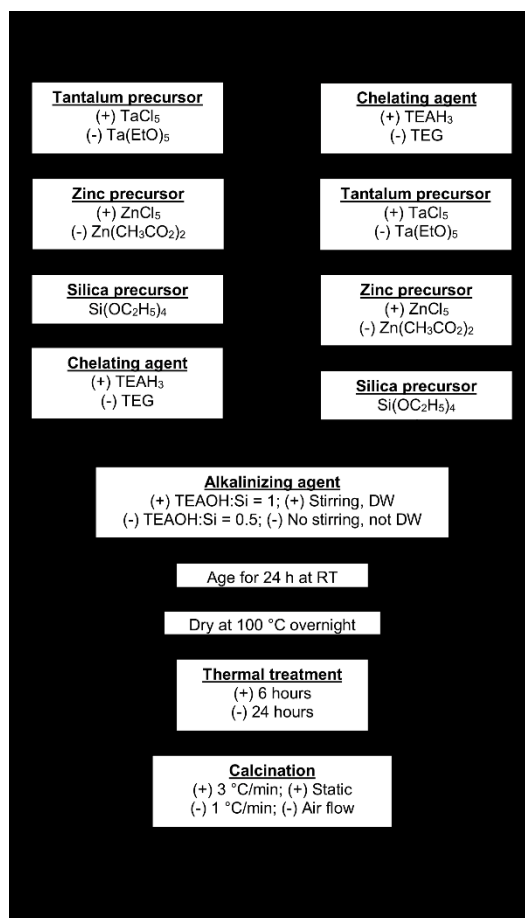 Tantalum precursor
(+) TaCl₅
(-) Ta(EtO)₅
Zinc precursor
(+) ZnCl₅
(-) Zn(CH₃CO₂)₂
Silica precursor
Si(OC₂H₅)₄
Chelating agent
(+) TEAH₃
(-) TEG
Chelating agent
(+) TEAH₃
(-) TEG
Tantalum precursor
(+) TaCl₅
(-) Ta(EtO)₅
Zinc precursor
(+) ZnCl₅
(-) Zn(CH₃CO₂)₂
Silica precursor
Si(OC₂H₅)₄
Alkalinizing agent
(+) TEAOH:Si = 1; (+) Stirring, DW
(-) TEAOH:Si = 0.5; (-) No stirring, not DW
Age for 24 h at RT
Dry at 100 °C overnight
Thermal treatment
(+) 6 hours
(-) 24 hours
Calcination
(+) 3 °C/min; (+) Static
(-) 1 °C/min; (-) Air flow